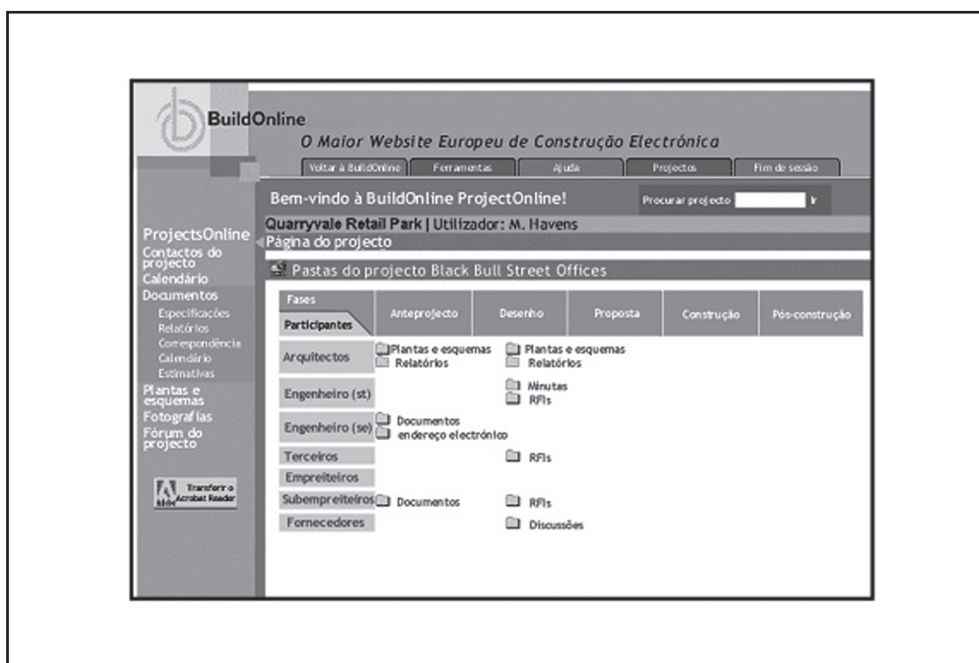 BuildOnline
O Maior Website Europeu de Construção Electrónica
Voltar à BuildOnline Ferramentas Ajuda Projectos Fim de sessão
Bem-vindo à BuildOnline ProjectOnline!
Procurar projecto Ir
Quarryvale Retail Park | Utilizador: M. Havens
Página do projecto
Pastas do projecto Black Bull Street Offices
ProjectsOnline
Contactos do
projecto
Calendário
Documentos
Especificações
Relatórios
Correspondência
Calendário
Estimativas
Plantas e
esquemas
Fotografias
Fórum do
projecto
Transferir o
Acrobat Reader
Fases
Participantes
Anteprojecto Desenho Proposta Construção Pós-construção
Arquitectos
Plantas e esquemas Plantas e esquemas
Relatórios Relatórios
Engenheiro (st)
Minutas
RFIs
Engenheiro (se)
Documentos
endereço electrónico
Terceiros RFIs
Empreiteiros
Subempreiteiros Documentos RFIs
Fornecedores Discussões